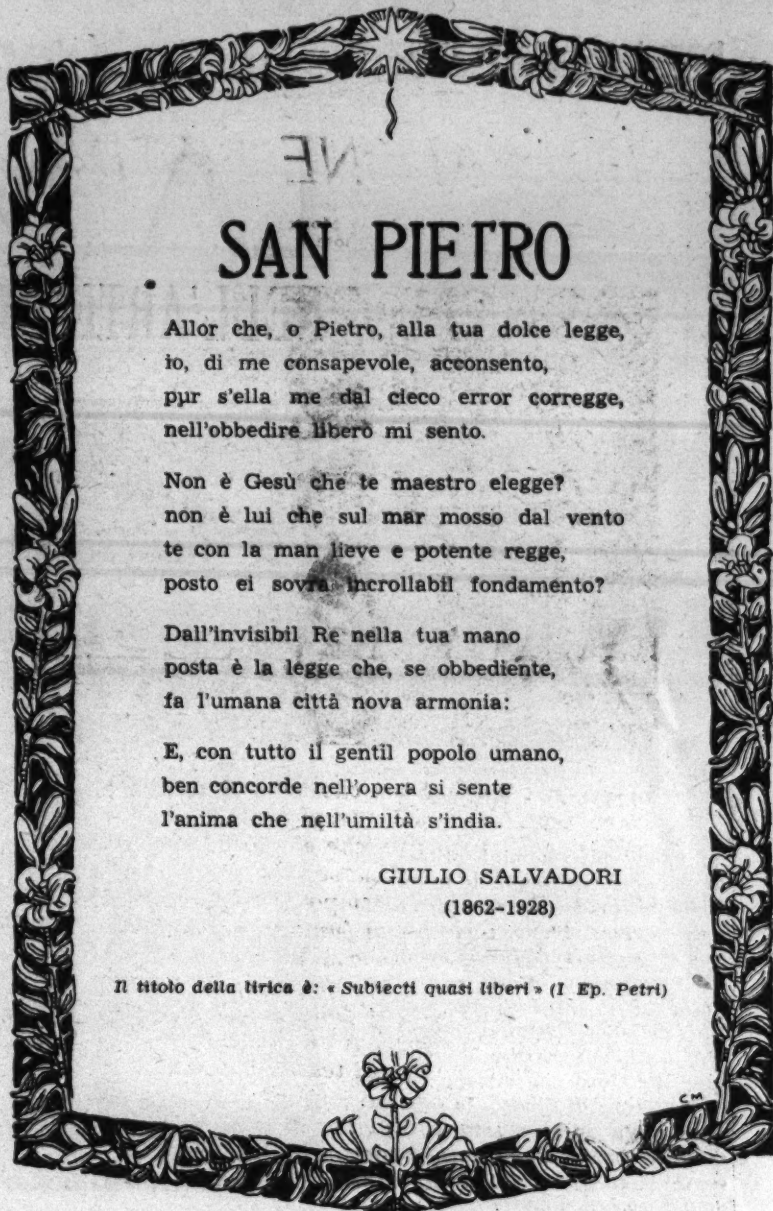 SAN PIETRO
Allor che, o Pietro, alla tua dolce legge,
io, di me consapevole, acconsento,
pur s'ella me dal cieco error corregge,
nell'obbedire libero mi sento.
Non è Gesù che te maestro elegge?
non è lui che sul mar mosso dal vento
te con la man lieve e potente regge,
posto ei sovra incrollabil fondamento?
Dall'invisibil Re nella tua mano
posta è la legge che, se obbediente,
fa l'umana città nova armonia:
E, con tutto il gentil popolo umano,
ben concorde nell'opera si sente
l'anima che nell'umiltà s'india.
GIULIO SALVADORI
(1862-1928)
Il titolo della lirica è: « Subiecti quasi liberi » (I Ep. Petri)
CM